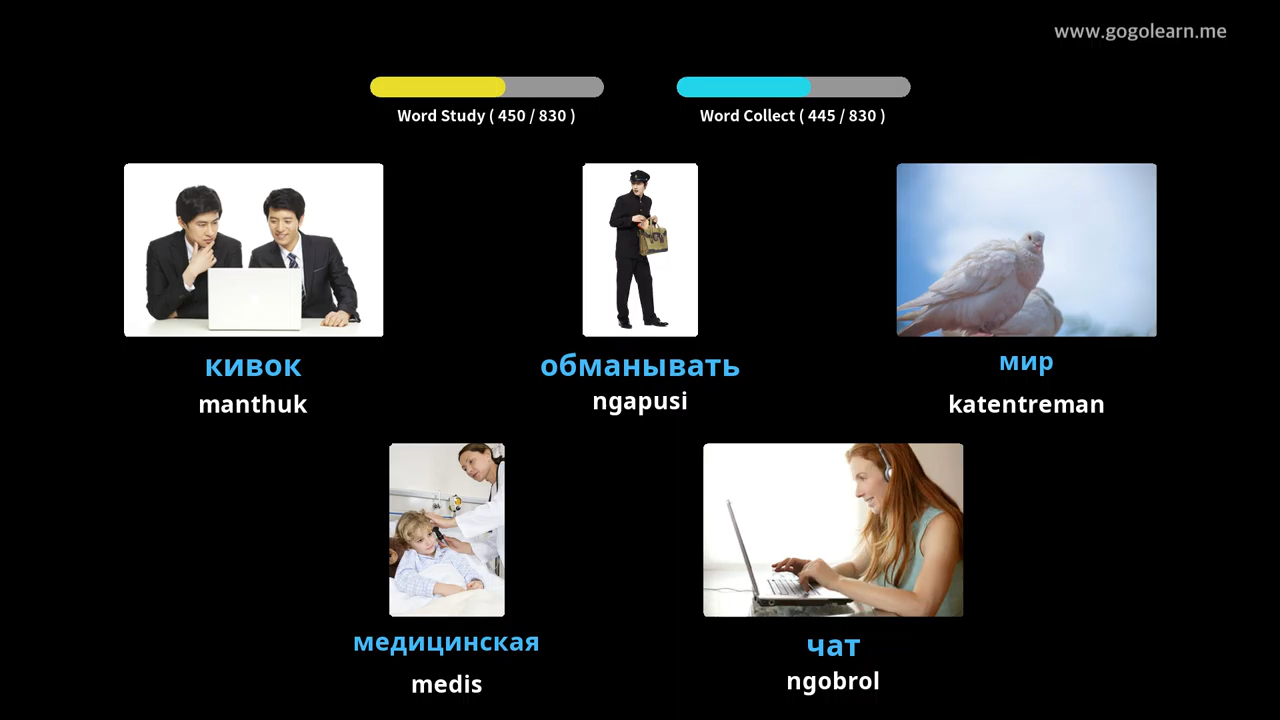 www.gogolearn.me
Word Study ( 450 / 830 )
Word Collect ( 445 / 830 )
кивок
manthuk
обманывать
ngapusi
мир
katentreman
медицинская
medis
чат
ngobrol